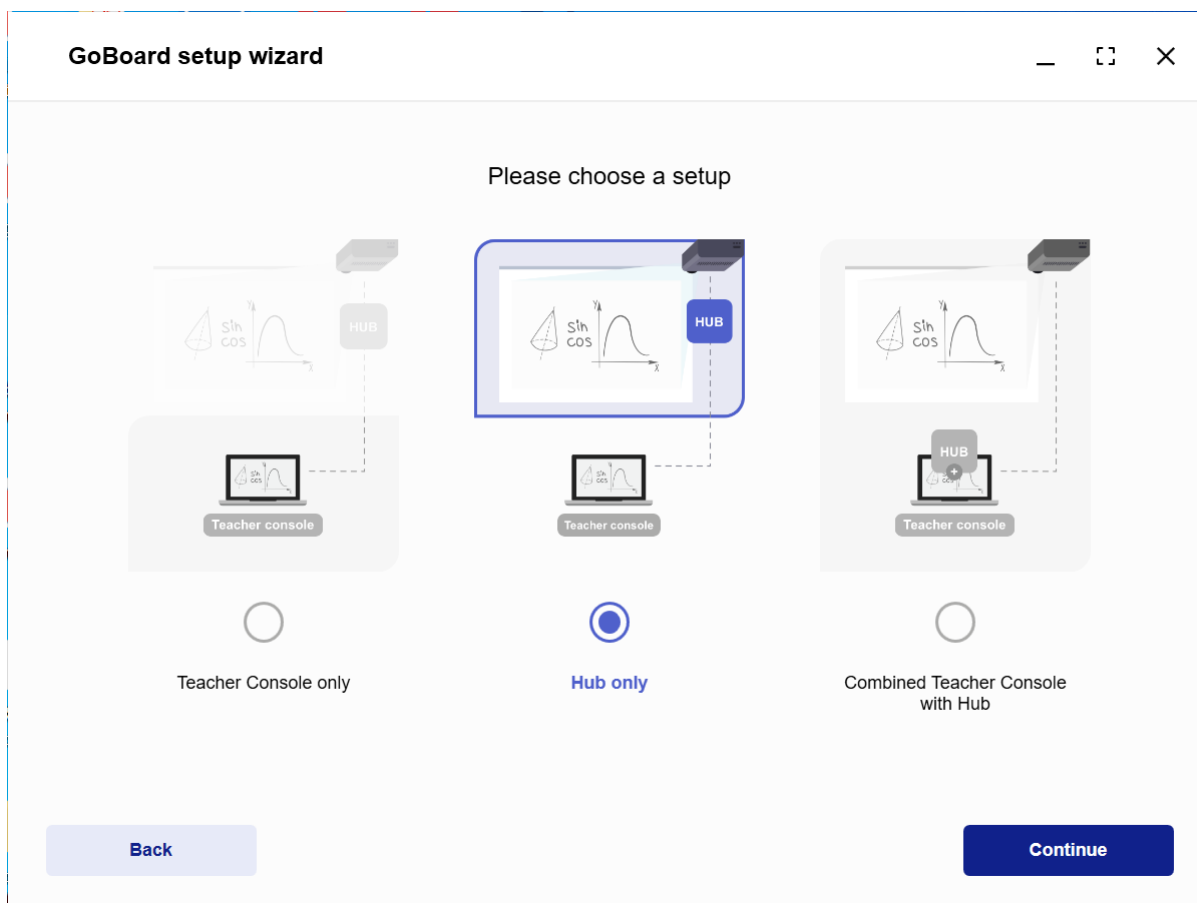 GoBoard setup wizard
Please choose a setup
HUB
sin
cos
Y
X
Teacher console
HUB
sin
cos
Y
X
Teacher console
sin
cos
Y
X
HUB
+
Teacher console
Teacher Console only
Hub only
Combined Teacher Console
with Hub
Back
Continue